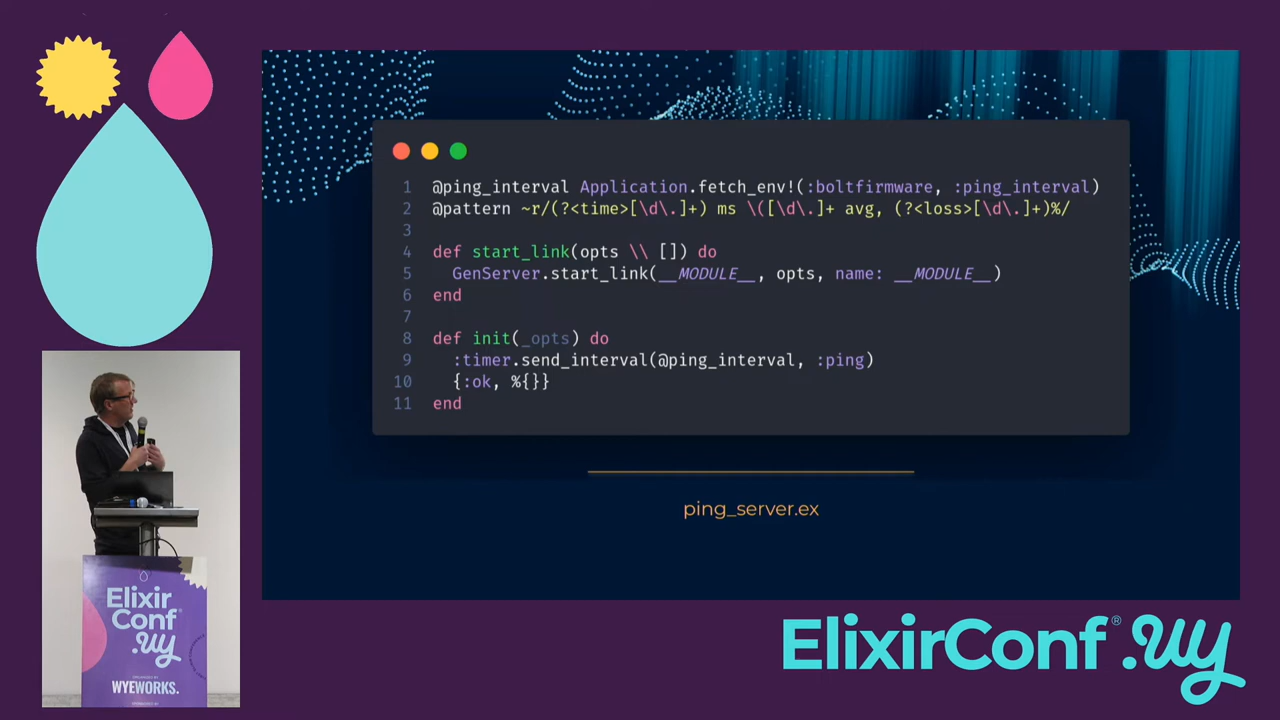 1 @ping_interval Application.fetch_env!(:boltfirmware, :ping_interval)
2 @pattern ~r/(?<time>[\d\.]+) ms \([\d\.]+ avg, (?<loss>[\d\.]+)%/
3
4 def start_link(opts \\ []) do
5   GenServer.start_link(__MODULE__, opts, name: __MODULE__)
6 end
7
8 def init(_opts) do
9   :timer.send_interval(@ping_interval, :ping)
10   {:ok, %{}}
11 end
ping_server.ex
Elixir
Conf
.uy
ORGANIZED BY
WYEWORKS.
ElixirConf® .uy